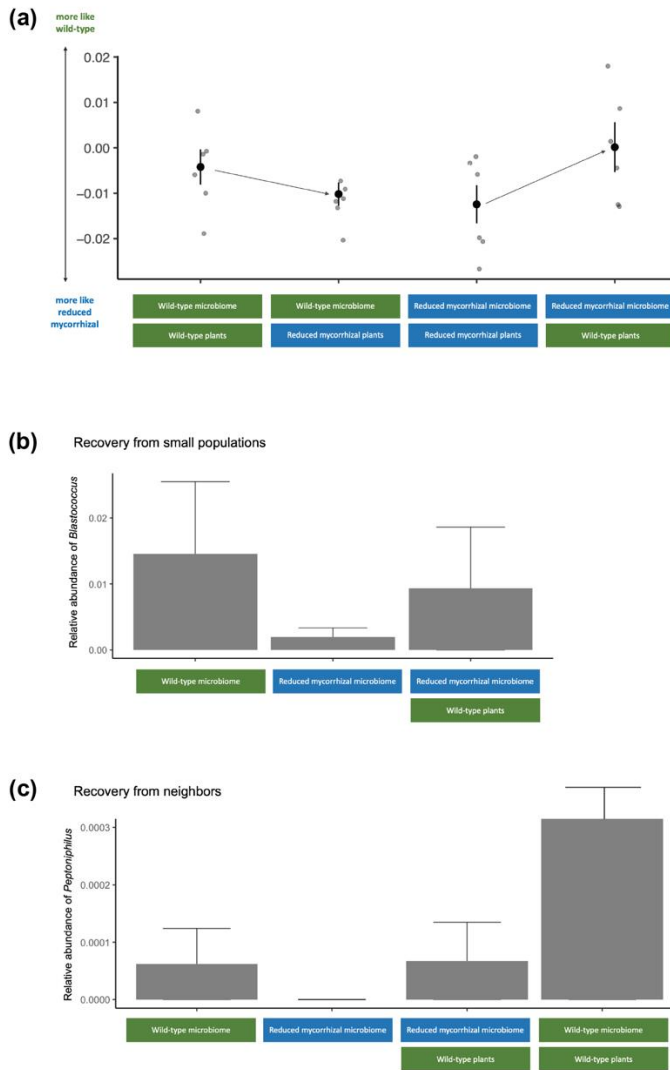 (a)
more like
wild-type
0.02
0.01
0.00
−0.01
−0.02
more like
reduced
mycorrhizal
Wild-type microbiome Wild-type microbiome Reduced mycorrhizal microbiome Reduced mycorrhizal microbiome
Wild-type plants Reduced mycorrhizal plants Reduced mycorrhizal plants Wild-type plants
(b) Recovery from small populations
Relative abundance of Blastococcus
0.02
0.01
0.00
Wild-type microbiome Reduced mycorrhizal microbiome Reduced mycorrhizal microbiome
Wild-type plants
(c) Recovery from neighbors
Relative abundance of Peptoniphilus
0.0003
0.0002
0.0001
0.0000
Wild-type microbiome Reduced mycorrhizal microbiome Reduced mycorrhizal microbiome Wild-type microbiome
Wild-type plants Wild-type plants